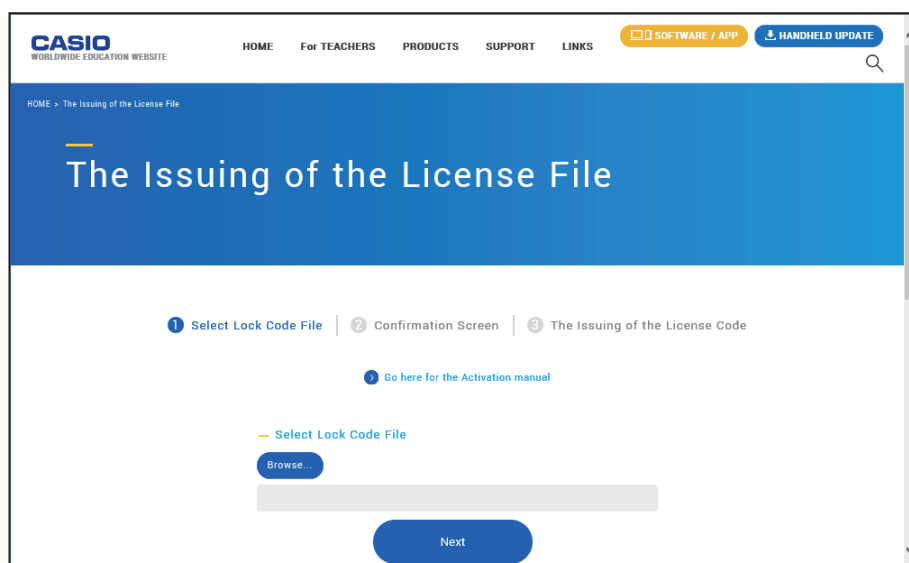 CASIO
WORLDWIDE EDUCATION WEBSITE
HOME For TEACHERS PRODUCTS SUPPORT LINKS
SOFTWARE / APP
HANDHELD UPDATE
HOME > The Issuing of the License File
The Issuing of the License File
1 Select Lock Code File 2 Confirmation Screen 3 The Issuing of the License Code
Go here for the Activation manual
Select Lock Code File
Browse...
Next